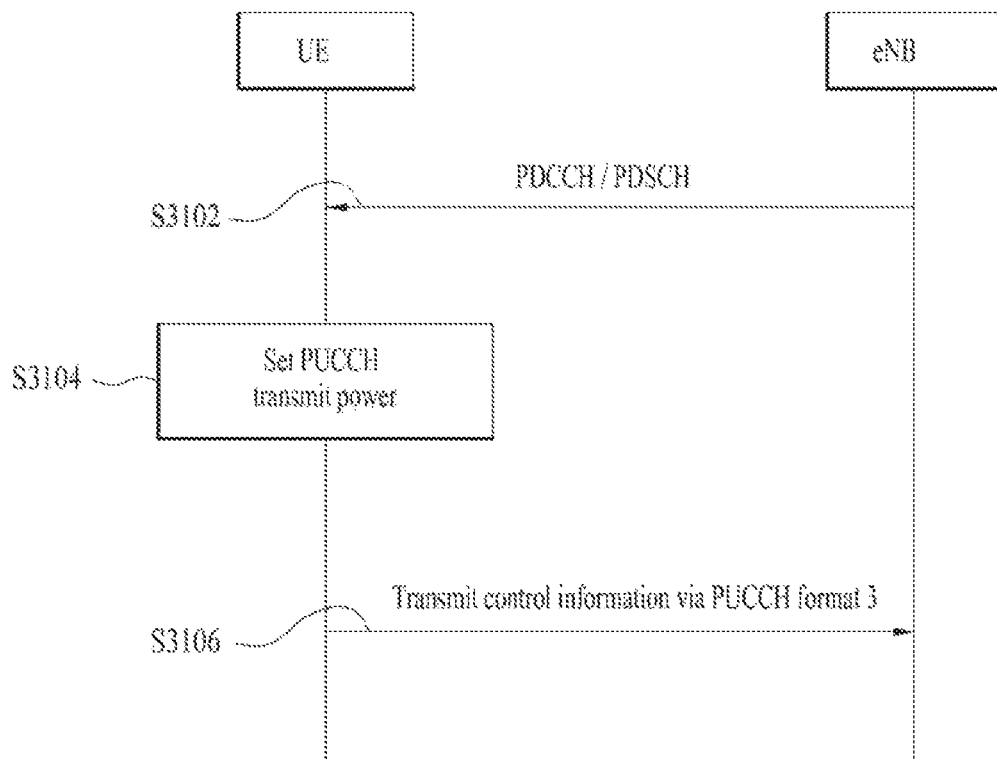 UE
eNB
PDCCH / PDSCH
S3102
Set PUCCH
transmit power
S3104
Transmit control information via PUCCH format 3
S3106